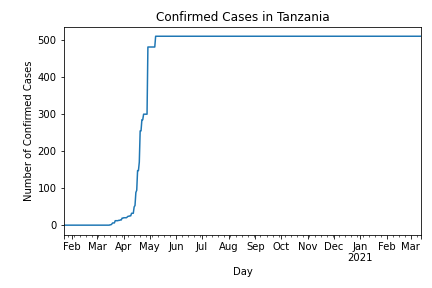 Confirmed Cases in Tanzania
500
400
300
200
100
0
Number of Confirmed Cases
Feb Mar Apr May Jun Jul Aug Sep Oct Nov Dec Jan Feb Mar
2021
Day